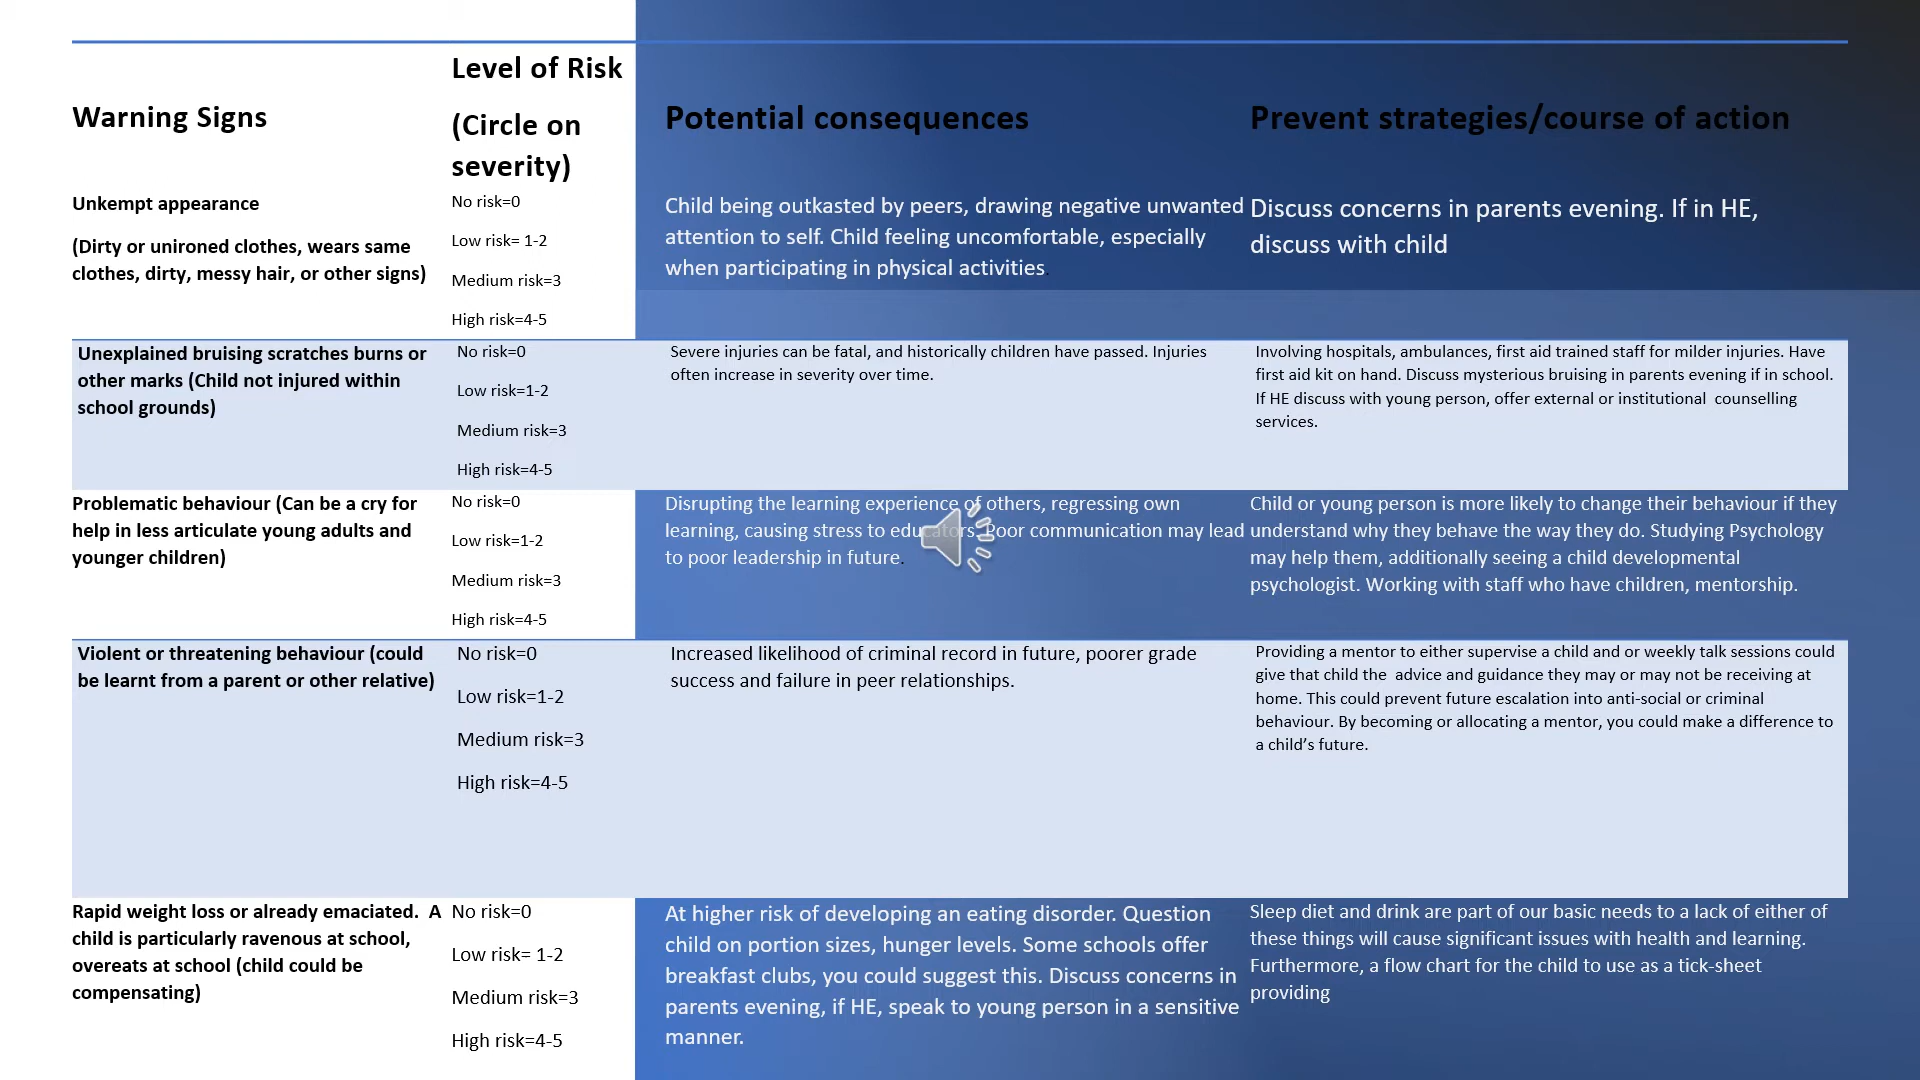 Warning Signs
Level of Risk
(Circle on
severity)
Potential consequences
Prevent strategies/course of action
Unkempt appearance
(Dirty or unironed clothes, wears same
clothes, dirty, messy hair, or other signs)
No risk=0
Low risk= 1-2
Medium risk=3
High risk=4-5
Child being outkasted by peers, drawing negative unwanted
attention to self. Child feeling uncomfortable, especially
when participating in physical activities.
Discuss concerns in parents evening. If in HE,
discuss with child
Unexplained bruising scratches burns or
other marks (Child not injured within
school grounds)
No risk=0
Low risk=1-2
Medium risk=3
High risk=4-5
Severe injuries can be fatal, and historically children have passed. Injuries
often increase in severity over time.
Involving hospitals, ambulances, first aid trained staff for milder injuries. Have
first aid kit on hand. Discuss mysterious bruising in parents evening if in school.
If HE discuss with young person, offer external or institutional  counselling
services.
Problematic behaviour (Can be a cry for
help in less articulate young adults and
younger children)
No risk=0
Low risk=1-2
Medium risk=3
High risk=4-5
Disrupting the learning experience of others, regressing own
learning, causing stress to educators. Poor communication may lead
to poor leadership in future.
Child or young person is more likely to change their behaviour if they
understand why they behave the way they do. Studying Psychology
may help them, additionally seeing a child developmental
psychologist. Working with staff who have children, mentorship.
Violent or threatening behaviour (could
be learnt from a parent or other relative)
No risk=0
Low risk=1-2
Medium risk=3
High risk=4-5
Increased likelihood of criminal record in future, poorer grade
success and failure in peer relationships.
Providing a mentor to either supervise a child and or weekly talk sessions could
give that child the  advice and guidance they may or may not be receiving at
home. This could prevent future escalation into anti-social or criminal
behaviour. By becoming or allocating a mentor, you could make a difference to
a child's future.
Rapid weight loss or already emaciated.  A
child is particularly ravenous at school,
overeats at school (child could be
compensating)
No risk=0
Low risk= 1-2
Medium risk=3
High risk=4-5
At higher risk of developing an eating disorder. Question
child on portion sizes, hunger levels. Some schools offer
breakfast clubs, you could suggest this. Discuss concerns in
parents evening, if HE, speak to young person in a sensitive
manner.
Sleep diet and drink are part of our basic needs to a lack of either of
these things will cause significant issues with health and learning.
Furthermore, a flow chart for the child to use as a tick-sheet
providing